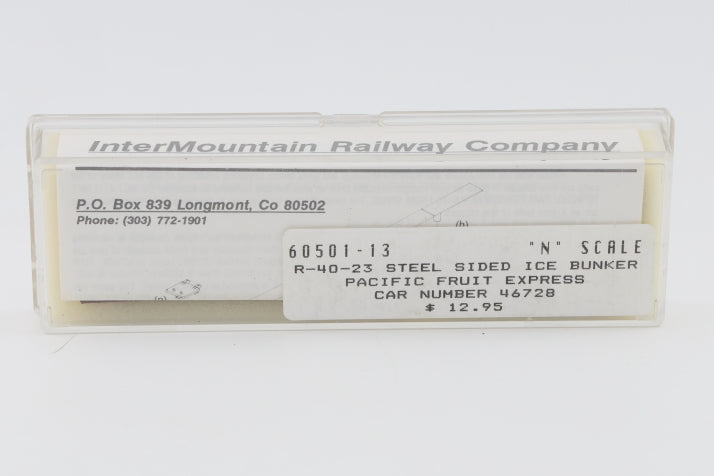 InterMountain Railway Company
P.O. Box 839 Longmont, Co 80502
Phone: (303) 772-1901
(h)
60501-13 "N" SCALE
R-40-23 STEEL SIDED ICE BUNKER
PACIFIC FRUIT EXPRESS
CAR NUMBER 46728
$ 12.95